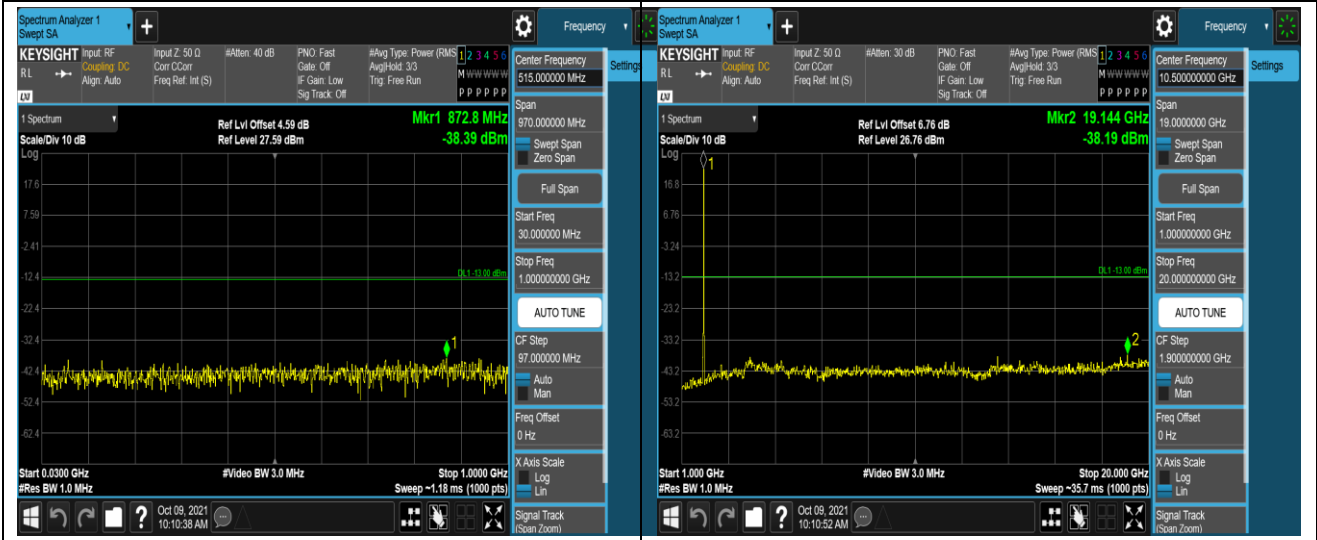 Spectrum Analyzer 1
Swept SA
+
Frequency
KEYSIGHT
RL
LXI
Input: RF
Coupling: DC
Align: Auto
Input Z: 50 Ω
Corr CCorr
Freq Ref: Int (S)
#Atten: 40 dB
PNO: Fast
Gate: Off
IF Gain: Low
Sig Track: Off
#Avg Type: Power (RMS
Avg|Hold: 3/3
Trig: Free Run
1 2 3 4 5 6
M W W W W W
P P P P P P
Center Frequency
515.000000 MHz
Settings
1 Spectrum
Scale/Div 10 dB
Log
Ref Lvl Offset 4.59 dB
Ref Level 27.59 dBm
Mkr1 872.8 MHz
-38.39 dBm
17.6
7.59
-2.41
-12.4
-22.4
-32.4
-42.4
-52.4
-62.4
DL1 -13.00 dBm
1
Start 0.0300 GHz
#Res BW 1.0 MHz
#Video BW 3.0 MHz
Stop 1.0000 GHz
Sweep ~1.18 ms (1000 pts)
Span
970.000000 MHz
Swept Span
Zero Span
Full Span
Start Freq
30.000000 MHz
Stop Freq
1.000000000 GHz
AUTO TUNE
CF Step
97.000000 MHz
Auto
Man
Freq Offset
0 Hz
X Axis Scale
Log
Lin
Signal Track
(Span Zoom)
?
Oct 09, 2021
10:10:38 AM
Spectrum Analyzer 1
Swept SA
+
Frequency
KEYSIGHT
RL
LXI
Input: RF
Coupling: DC
Align: Auto
Input Z: 50 Ω
Corr CCorr
Freq Ref: Int (S)
#Atten: 30 dB
PNO: Fast
Gate: Off
IF Gain: Low
Sig Track: Off
#Avg Type: Power (RMS
Avg|Hold: 3/3
Trig: Free Run
1 2 3 4 5 6
M W W W W W
P P P P P P
Center Frequency
10.500000000 GHz
Settings
1 Spectrum
Scale/Div 10 dB
Log
Ref Lvl Offset 6.76 dB
Ref Level 26.76 dBm
Mkr2 19.144 GHz
-38.19 dBm
1
16.8
6.76
-3.24
-13.2
-23.2
-33.2
-43.2
-53.2
-63.2
DL1 -13.00 dBm
2
Start 1.000 GHz
#Res BW 1.0 MHz
#Video BW 3.0 MHz
Stop 20.000 GHz
Sweep ~35.7 ms (1000 pts)
Span
19.0000000 GHz
Swept Span
Zero Span
Full Span
Start Freq
1.000000000 GHz
Stop Freq
20.000000000 GHz
AUTO TUNE
CF Step
1.900000000 GHz
Auto
Man
Freq Offset
0 Hz
X Axis Scale
Log
Lin
Signal Track
(Span Zoom)
?
Oct 09, 2021
10:10:52 AM